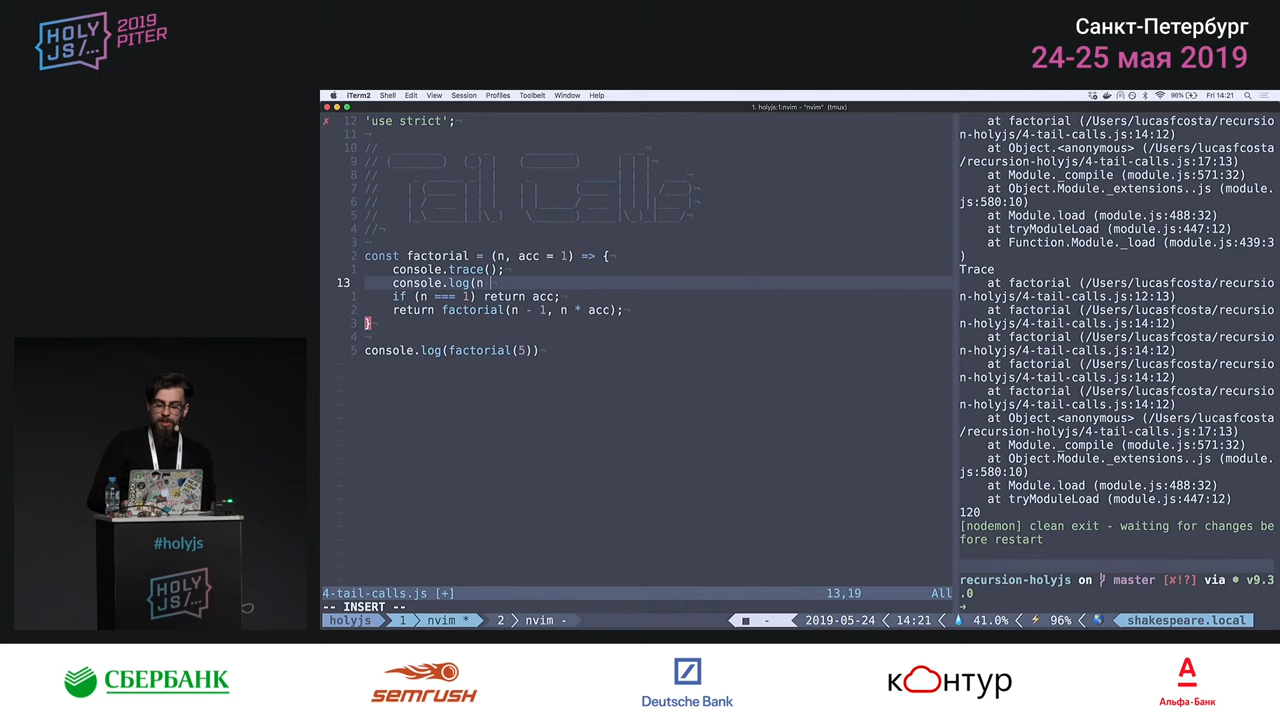 HOLY
JS/...
2019
PITER
Санкт-Петербург
24-25 мая 2019
iTerm2 Shell Edit View Session Profiles Toolbelt Window Help
96% Fri 14:21
1. holyjs:1:nvim - "nvim" (tmux)
✗ 12 'use strict';¬
11 ¬
10 //
9 //
8 //
7 //
6 //
5 //
4 //¬
3 ¬
2 const factorial = (n, acc = 1) => {
1 console.trace();
13 console.log(n
1 if (n === 1) return acc;
2 return factorial(n - 1, n * acc);
3 }
4 ¬
5 console.log(factorial(5))¬
Tail Calls
4-tail-calls.js [+] 13,19 All
-- INSERT --
holyjs 1 nvim * 2 nvim - - 2019-05-24 14:21 41.0% 96% shakespeare.local
at factorial (/Users/lucasfcosta/recursio
n-holyjs/4-tail-calls.js:14:12)
at Object.<anonymous> (/Users/lucasfcosta
/recursion-holyjs/4-tail-calls.js:17:13)
at Module._compile (module.js:571:32)
at Object.Module._extensions..js (module.
js:580:10)
at Module.load (module.js:488:32)
at tryModuleLoad (module.js:447:12)
at Function.Module._load (module.js:439:3
)
Trace
at factorial (/Users/lucasfcosta/recursio
n-holyjs/4-tail-calls.js:12:13)
at factorial (/Users/lucasfcosta/recursio
n-holyjs/4-tail-calls.js:14:12)
at factorial (/Users/lucasfcosta/recursio
n-holyjs/4-tail-calls.js:14:12)
at factorial (/Users/lucasfcosta/recursio
n-holyjs/4-tail-calls.js:14:12)
at factorial (/Users/lucasfcosta/recursio
n-holyjs/4-tail-calls.js:14:12)
at Object.<anonymous> (/Users/lucasfcosta
/recursion-holyjs/4-tail-calls.js:17:13)
at Module._compile (module.js:571:32)
at Object.Module._extensions..js (module.
js:580:10)
at Module.load (module.js:488:32)
at tryModuleLoad (module.js:447:12)
120
[nodemon] clean exit - waiting for changes be
fore restart
recursion-holyjs on master [✘!?] via v9.3
.0
→
#holyjs
HOLY
JS/...
СБЕРБАНК
semrush
Deutsche Bank
кОнтур
А
Альфа·Банк